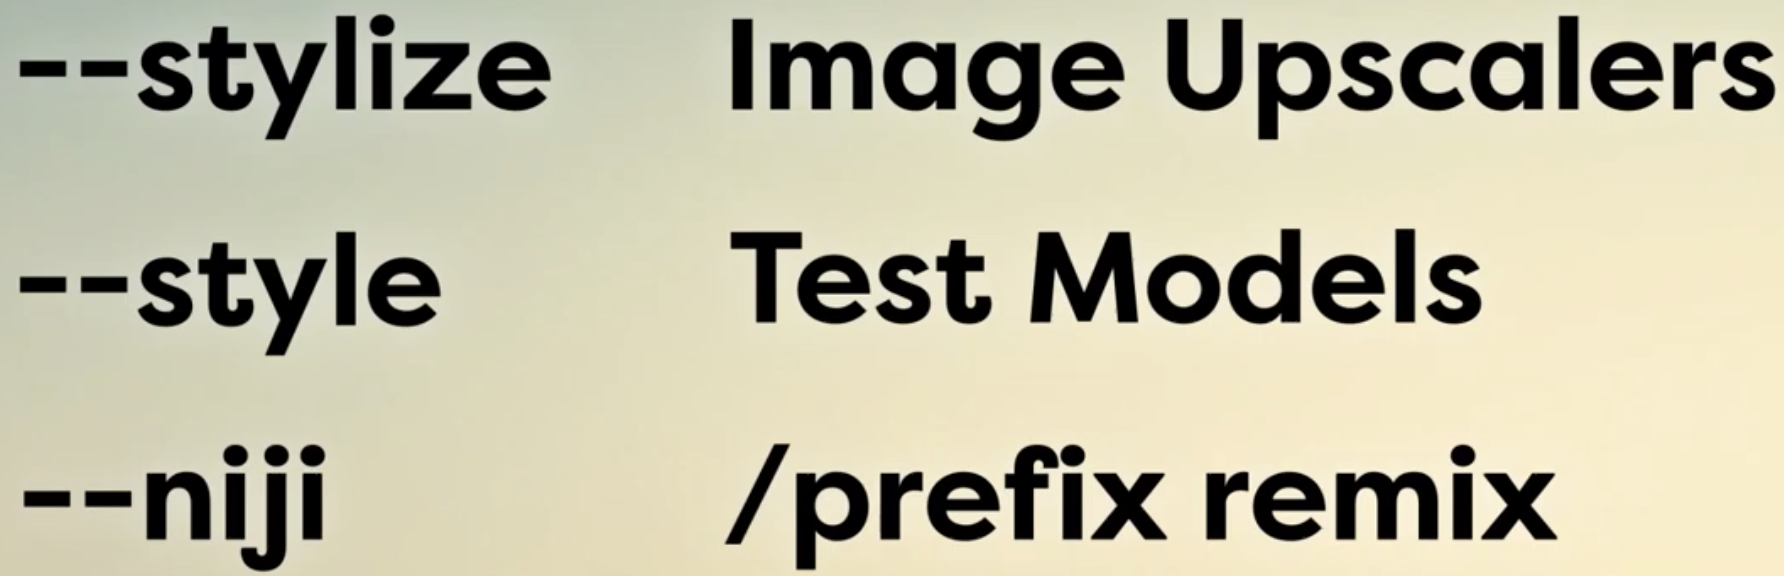 --stylize Image Upscalers
--style Test Models
--niji /prefix remix